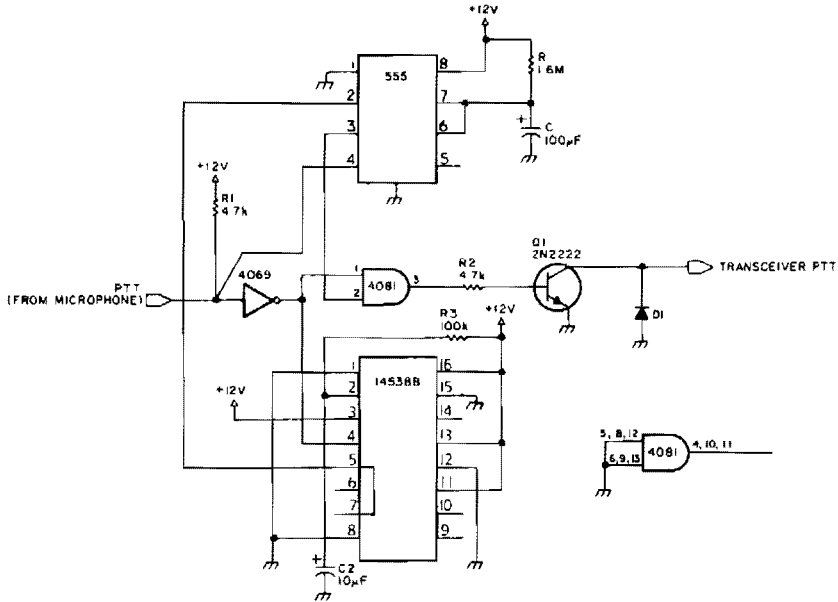 +12V
R
1.6M
C
100µF
+
555
1
2
3
4
8
7
6
5
+12V
R1
4.7k
4069
PTT
(FROM MICROPHONE)
1
2
4081
3
R2
4.7k
Q1
2N2222
TRANSCEIVER PTT
D1
R3
100k
+12V
+12V
14538B
1
2
3
4
5
6
7
8
16
15
14
13
12
11
10
9
+
C2
10µF
5, 8, 12
6,9,13
4081
4, 10, 11